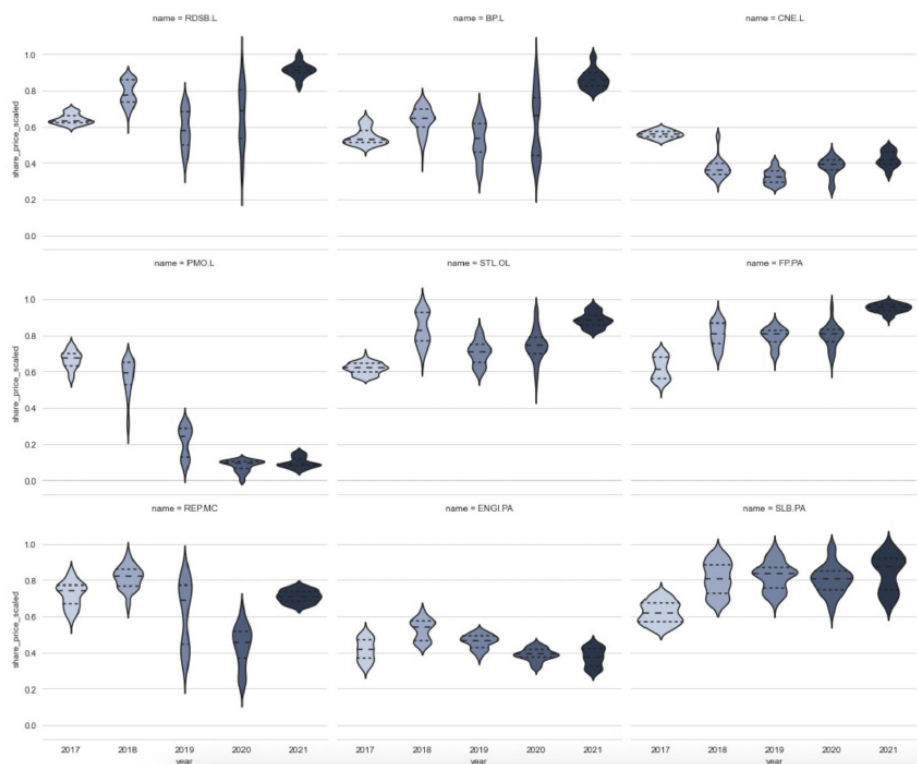 name = RDSB.L
name = BP.L
name = CNE.L
share_price_scaled
1.0
0.8
0.6
0.4
0.2
0.0
name = PMO.L
name = STL.OL
name = FP.PA
share_price_scaled
1.0
0.8
0.6
0.4
0.2
0.0
name = REP.MC
name = ENGI.PA
name = SLB.PA
share_price_scaled
1.0
0.8
0.6
0.4
0.2
0.0
2017 2018 2019 2020 2021
year
2017 2018 2019 2020 2021
year
2017 2018 2019 2020 2021
year